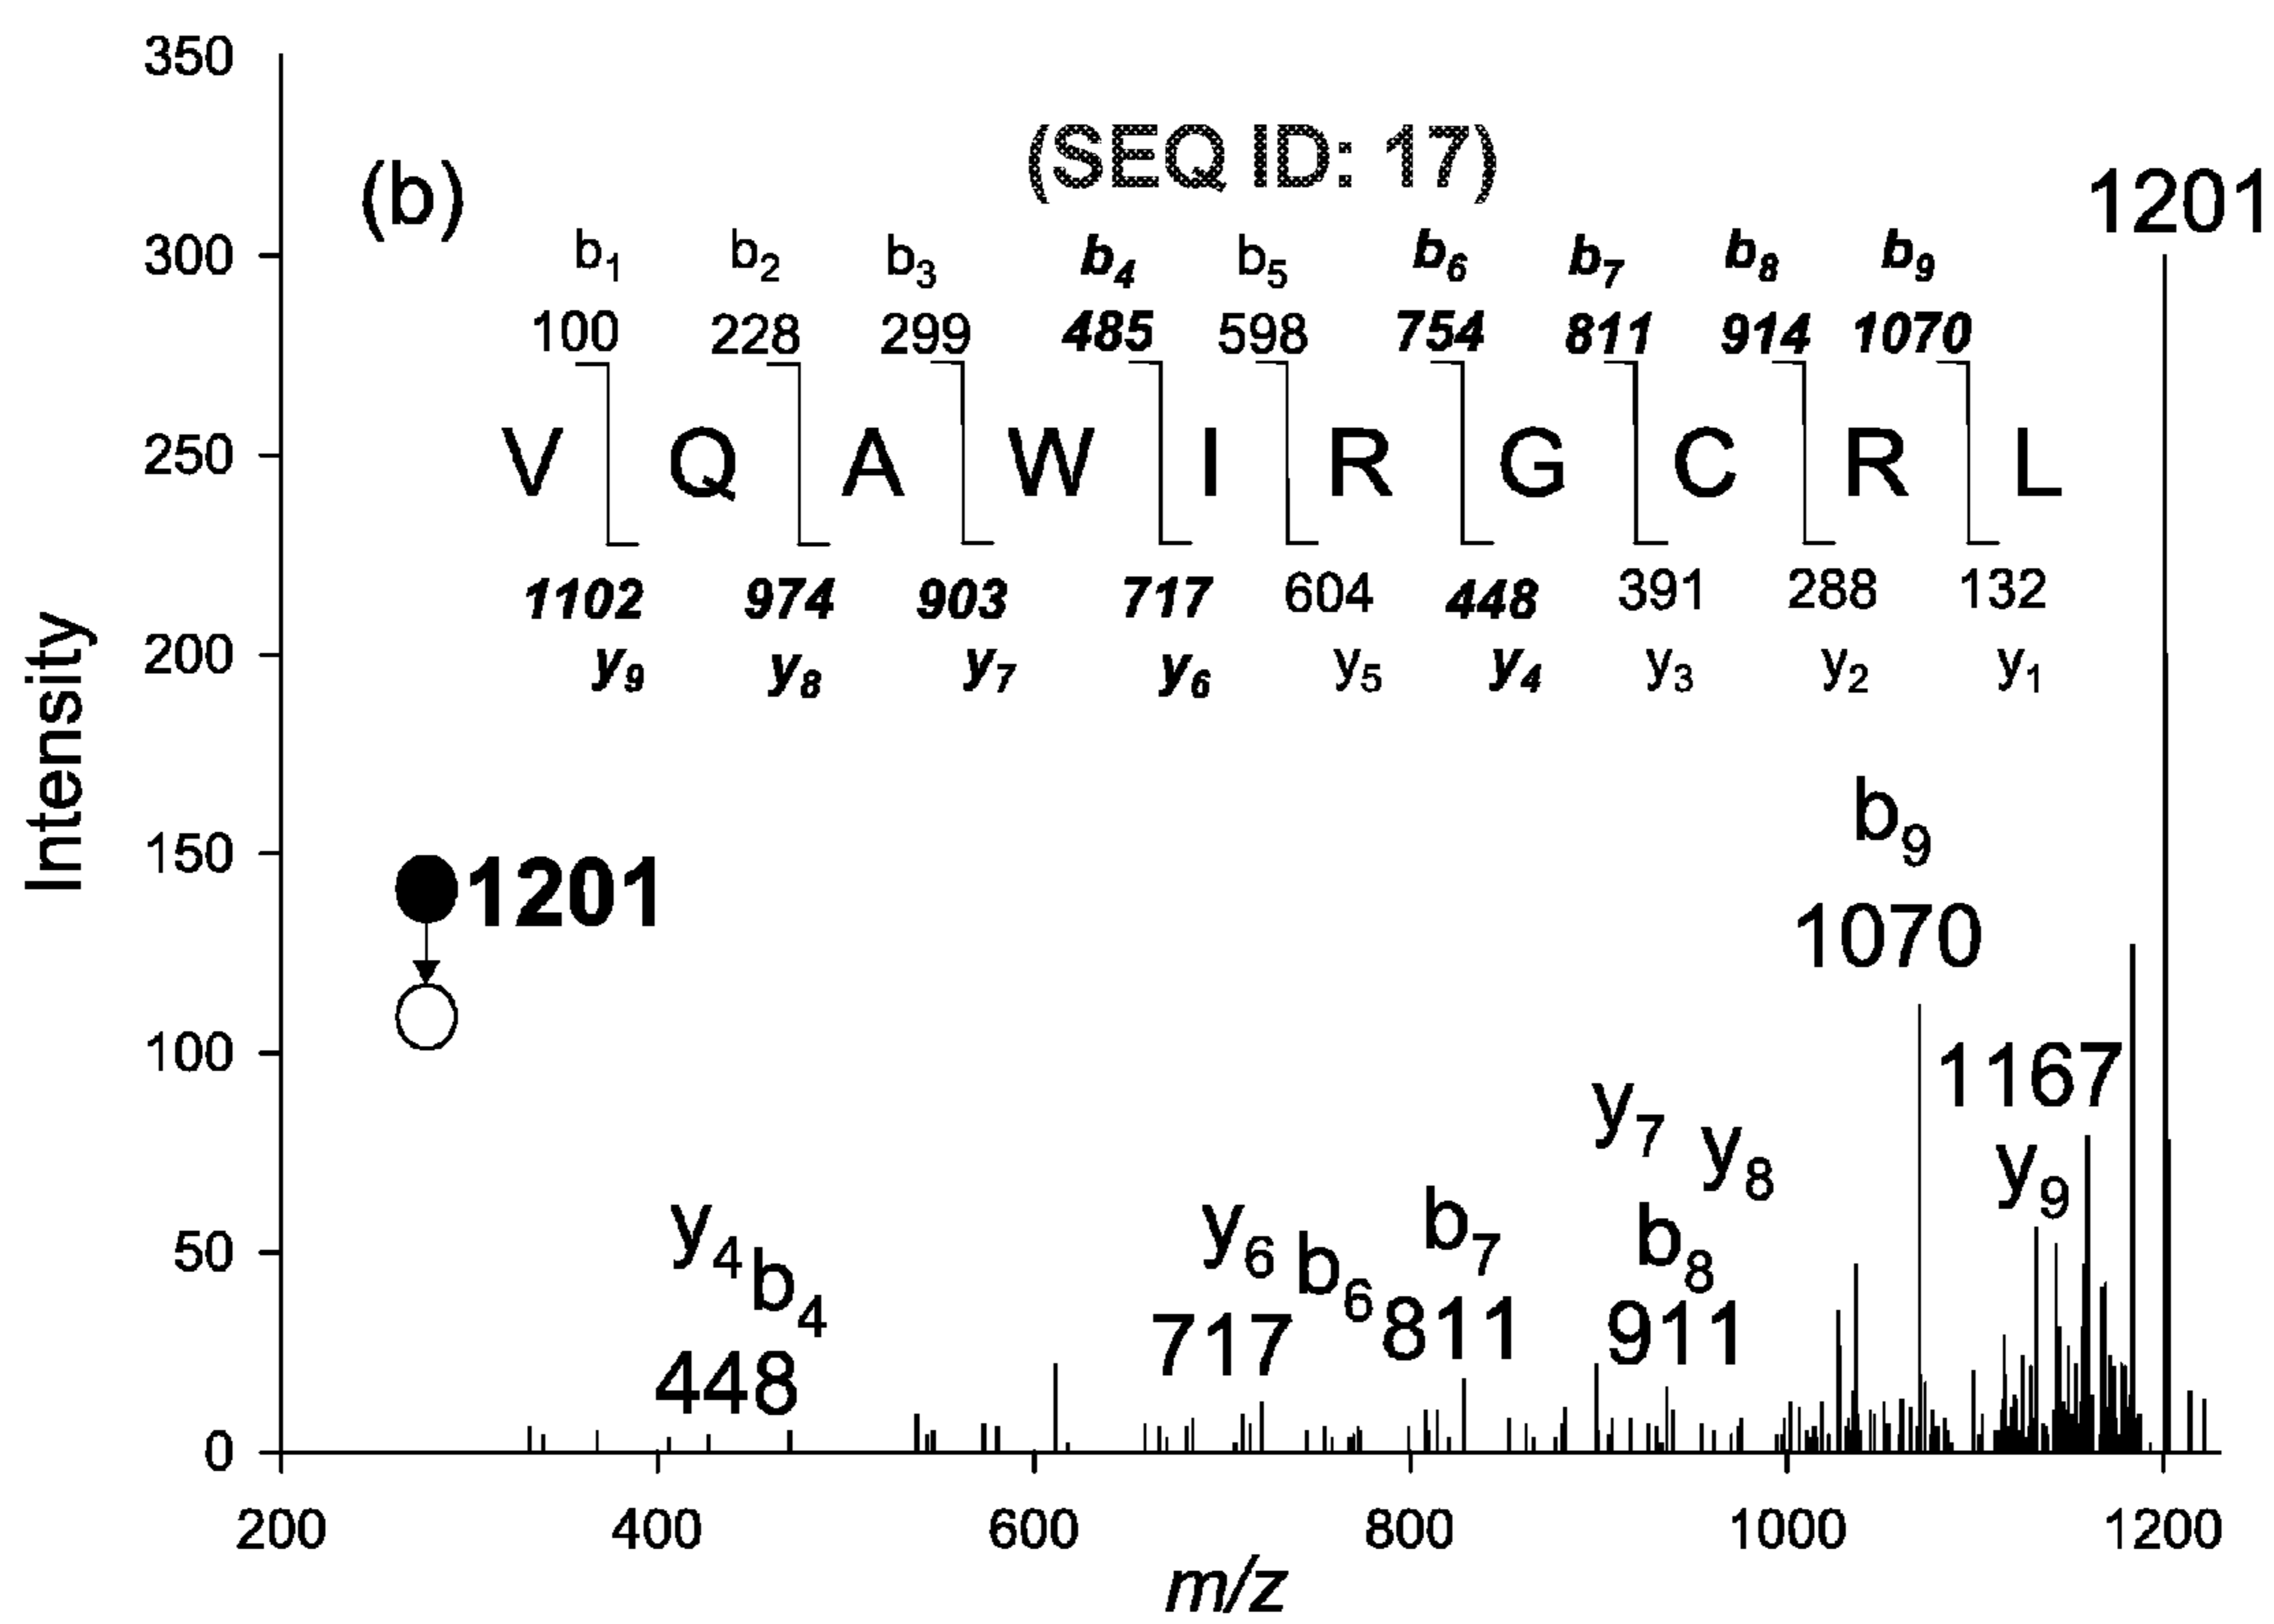 (b)
(SEQ ID: 17)
b1 b2 b3 b4 b5 b6 b7 b8 b9
100 228 299 485 598 754 811 914 1070
V Q A W I R G C R L
1102 974 903 717 604 448 391 288 132
y9 y8 y7 y6 y5 y4 y3 y2 y1
1201
1201
b9
1070
1167
y9
y7
y8
b8
911
b7
811
y6
b6
717
y4
b4
448
Intensity
350
300
250
200
150
100
50
0
200 400 600 800 1000 1200
m/z